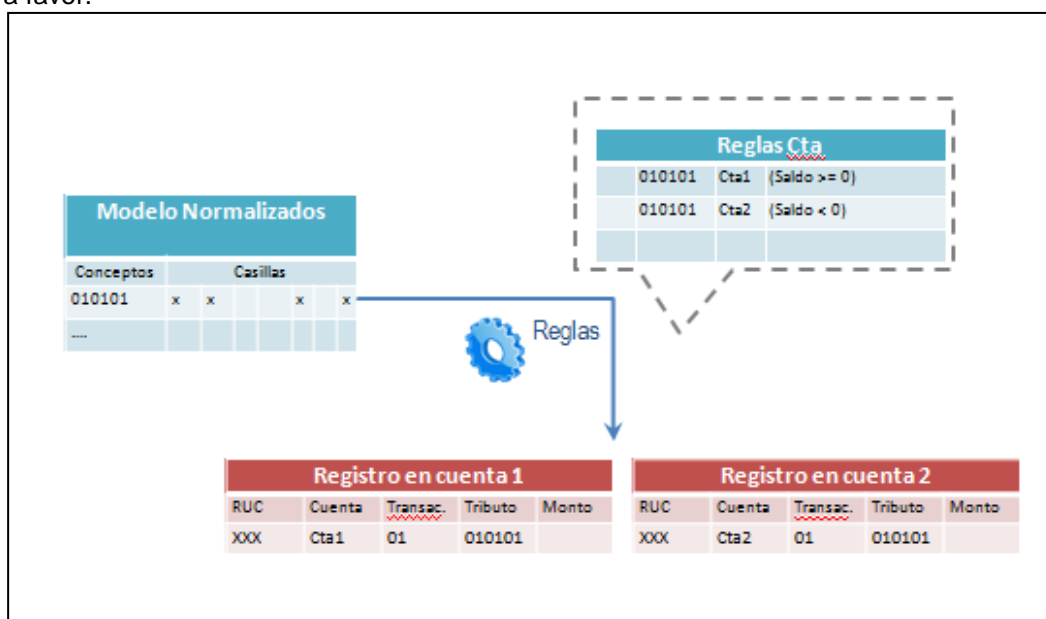 a favor.
Reglas Cta
010101 Cta1 (Saldo >= 0)
010101 Cta2 (Saldo < 0)
Modelo Normalizados
Conceptos Casillas
010101 x x x x
....
Reglas
Registro en cuenta 1
RUC Cuenta Transac. Tributo Monto
XXX Cta1 01 010101
Registro en cuenta 2
RUC Cuenta Transac. Tributo Monto
XXX Cta2 01 010101